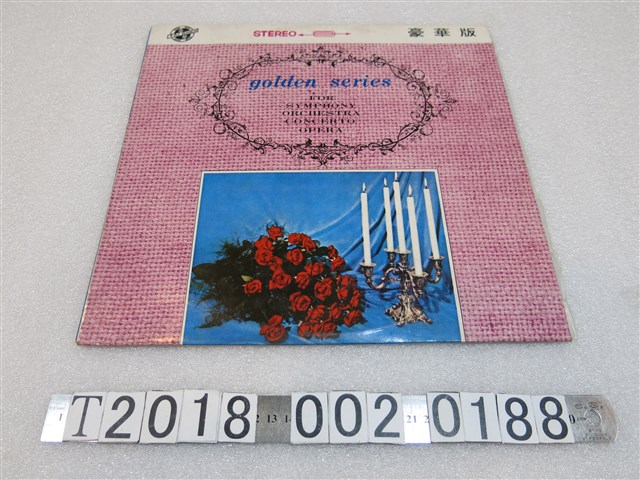 STEREO 豪華版
golden series
FOR
SYMPHONY
ORCHESTRA
CONCERTO
OPERA
T2018 002 0188